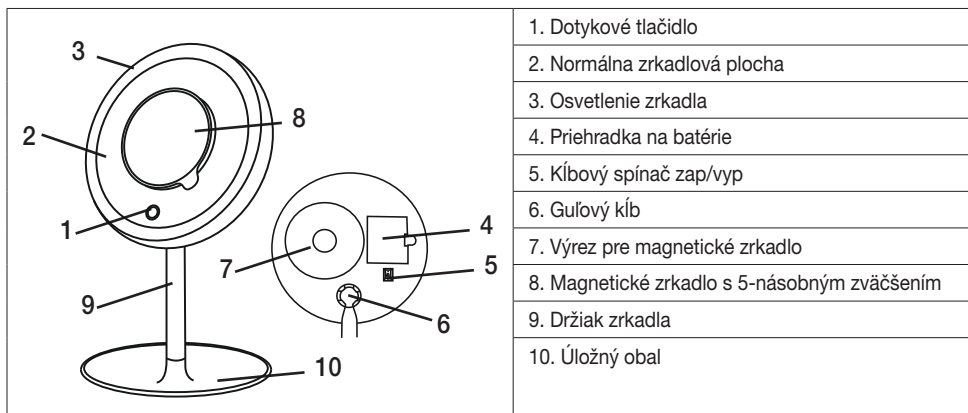 3
2
8
1
9
10
7
4
5
6
1. Dotykové tlačidlo
2. Normálna zrkadlová plocha
3. Osvetlenie zrkadla
4. Priehradka na batérie
5. Kĺbový spínač zap/vyp
6. Guľový kĺb
7. Výrez pre magnetické zrkadlo
8. Magnetické zrkadlo s 5-násobným zväčšením
9. Držiak zrkadla
10. Úložný obal